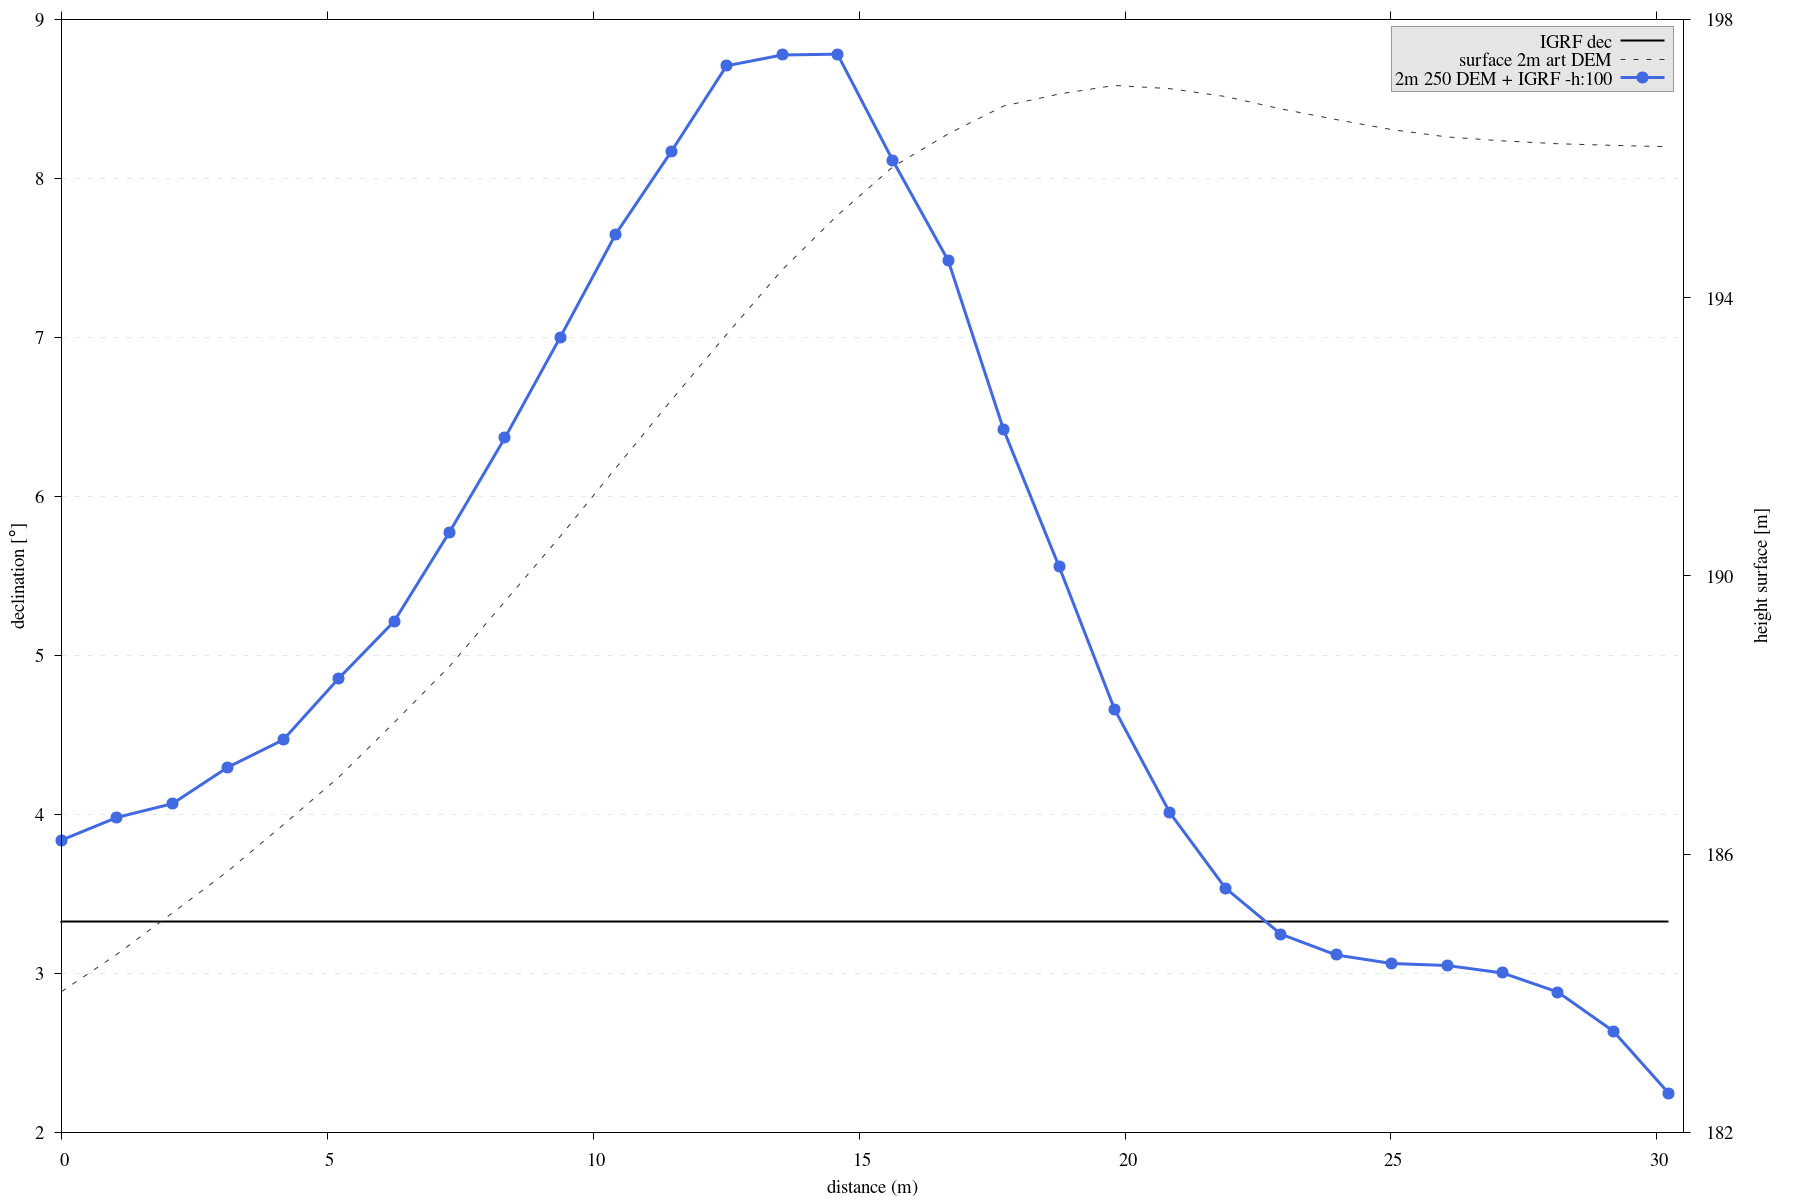 IGRF dec
surface 2m art DEM
2m 250 DEM + IGRF -h:100
9
8
7
6
5
4
3
2
declination [°]
198
194
190
186
182
height surface [m]
0 5 10 15 20 25 30
distance (m)